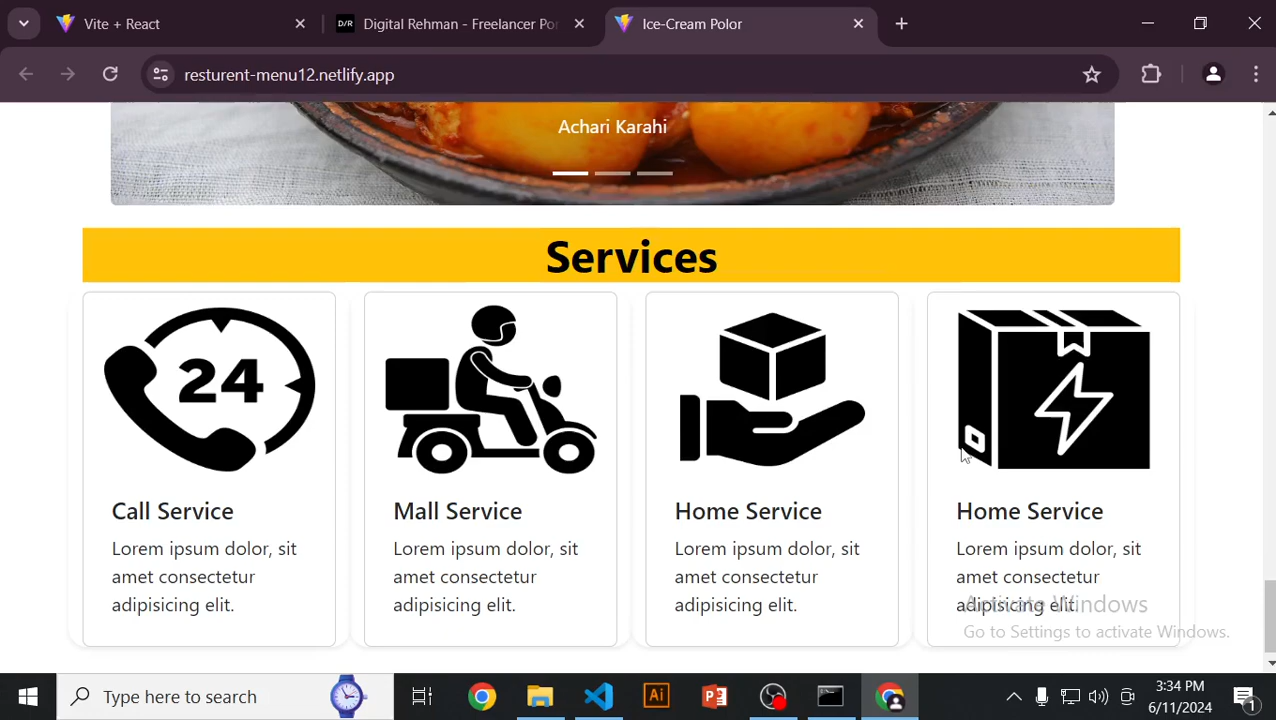 Vite + React
D/R
Digital Rehman - Freelancer Por
Ice-Cream Polor
resturent-menu12.netlify.app
Achari Karahi
Services
24
Call Service
Lorem ipsum dolor, sit
amet consectetur
adipisicing elit.
Mall Service
Lorem ipsum dolor, sit
amet consectetur
adipisicing elit.
Home Service
Lorem ipsum dolor, sit
amet consectetur
adipisicing elit.
Home Service
Lorem ipsum dolor, sit
amet consectetur
adipisicing elit.
Activate Windows
Go to Settings to activate Windows.
Type here to search
Ai
P
3:34 PM
6/11/2024
1